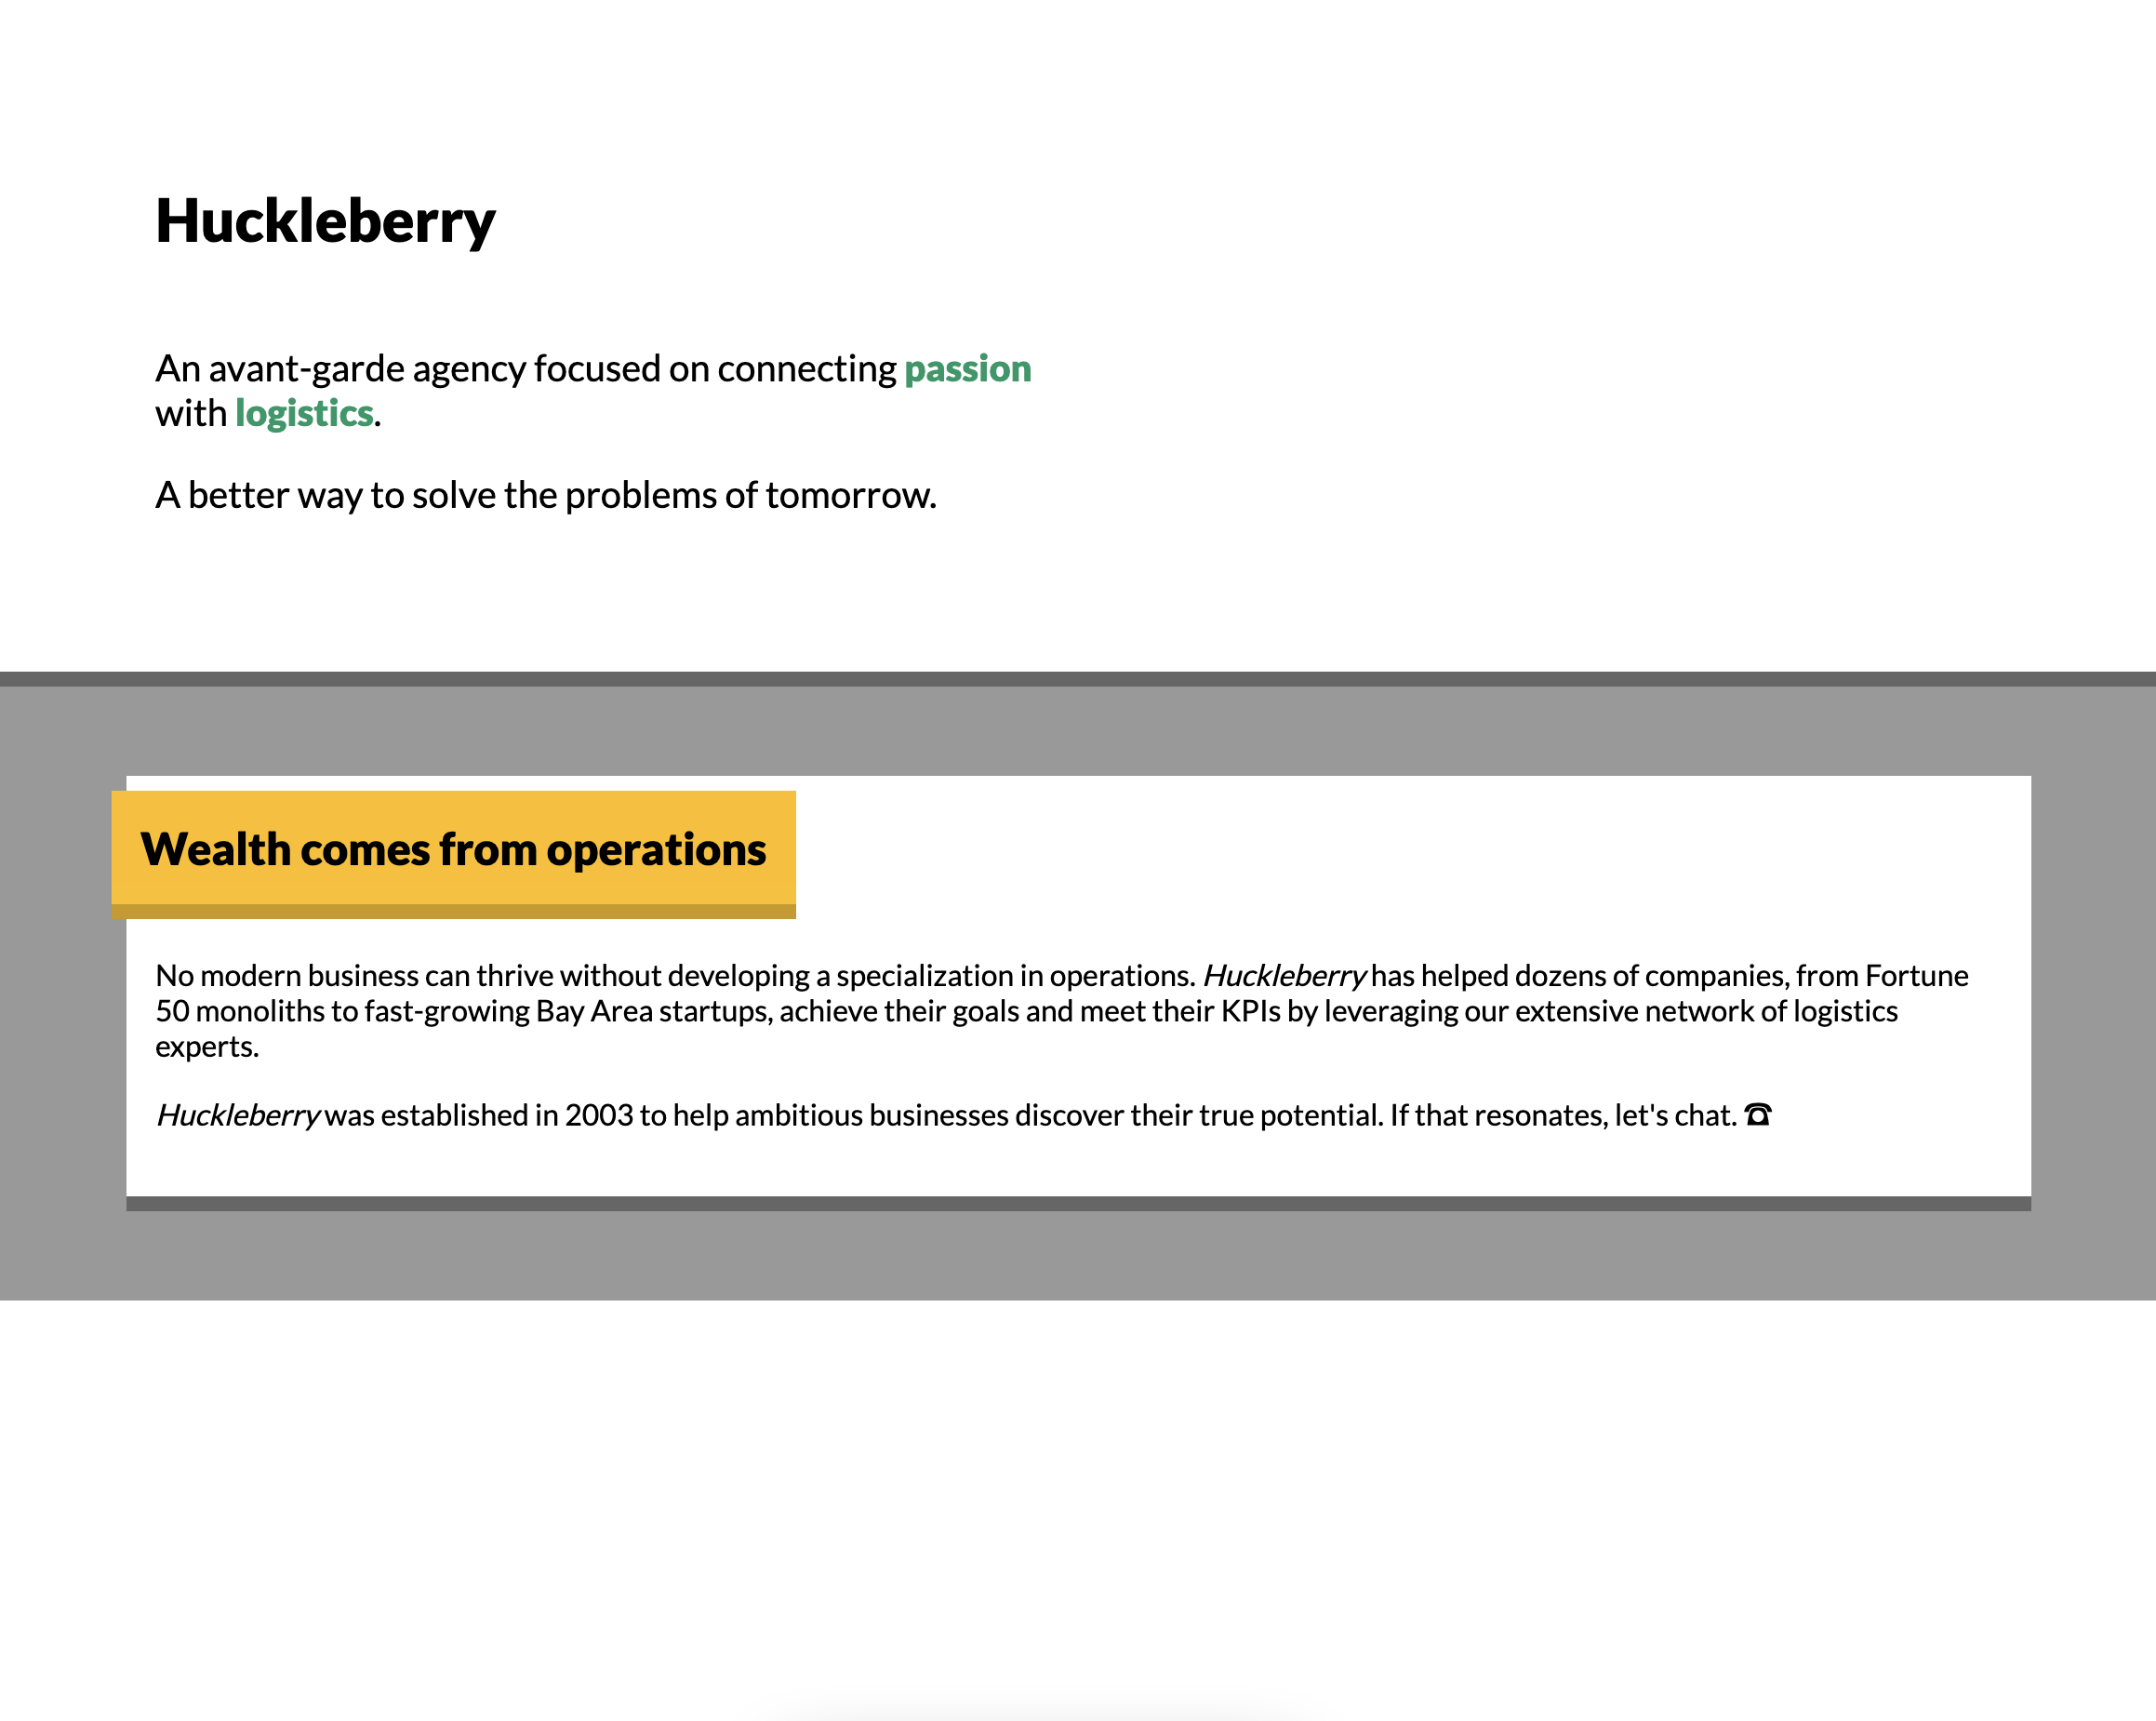 Huckleberry
An avant-garde agency focused on connecting passion
with logistics.
A better way to solve the problems of tomorrow.
Wealth comes from operations
No modern business can thrive without developing a specialization in operations. Huckleberry has helped dozens of companies, from Fortune
50 monoliths to fast-growing Bay Area startups, achieve their goals and meet their KPIs by leveraging our extensive network of logistics
experts.
Huckleberry was established in 2003 to help ambitious businesses discover their true potential. If that resonates, let's chat. ☎